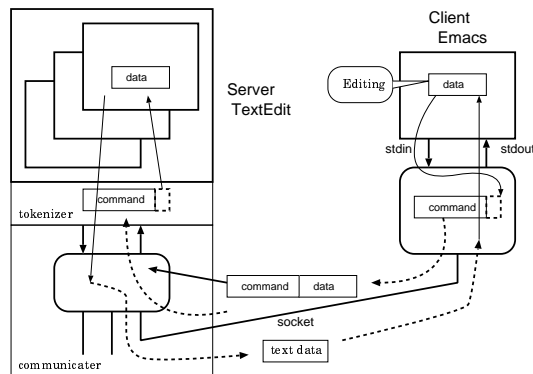 Client
Emacs
data
Editing
data
Server
TextEdit
stdin
stdout
command
tokenizer
command
command
data
socket
text data
communicater